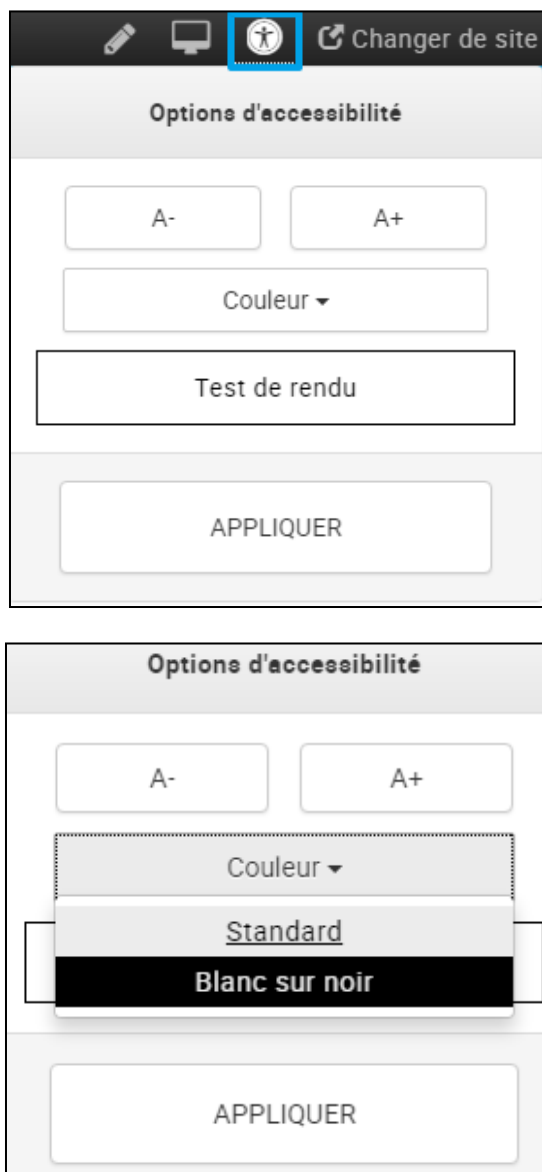 Changer de site
Options d'accessibilité
A- A+
Couleur
Test de rendu
APPLIQUER
Options d'accessibilité
A- A+
Couleur
Standard
Blanc sur noir
APPLIQUER